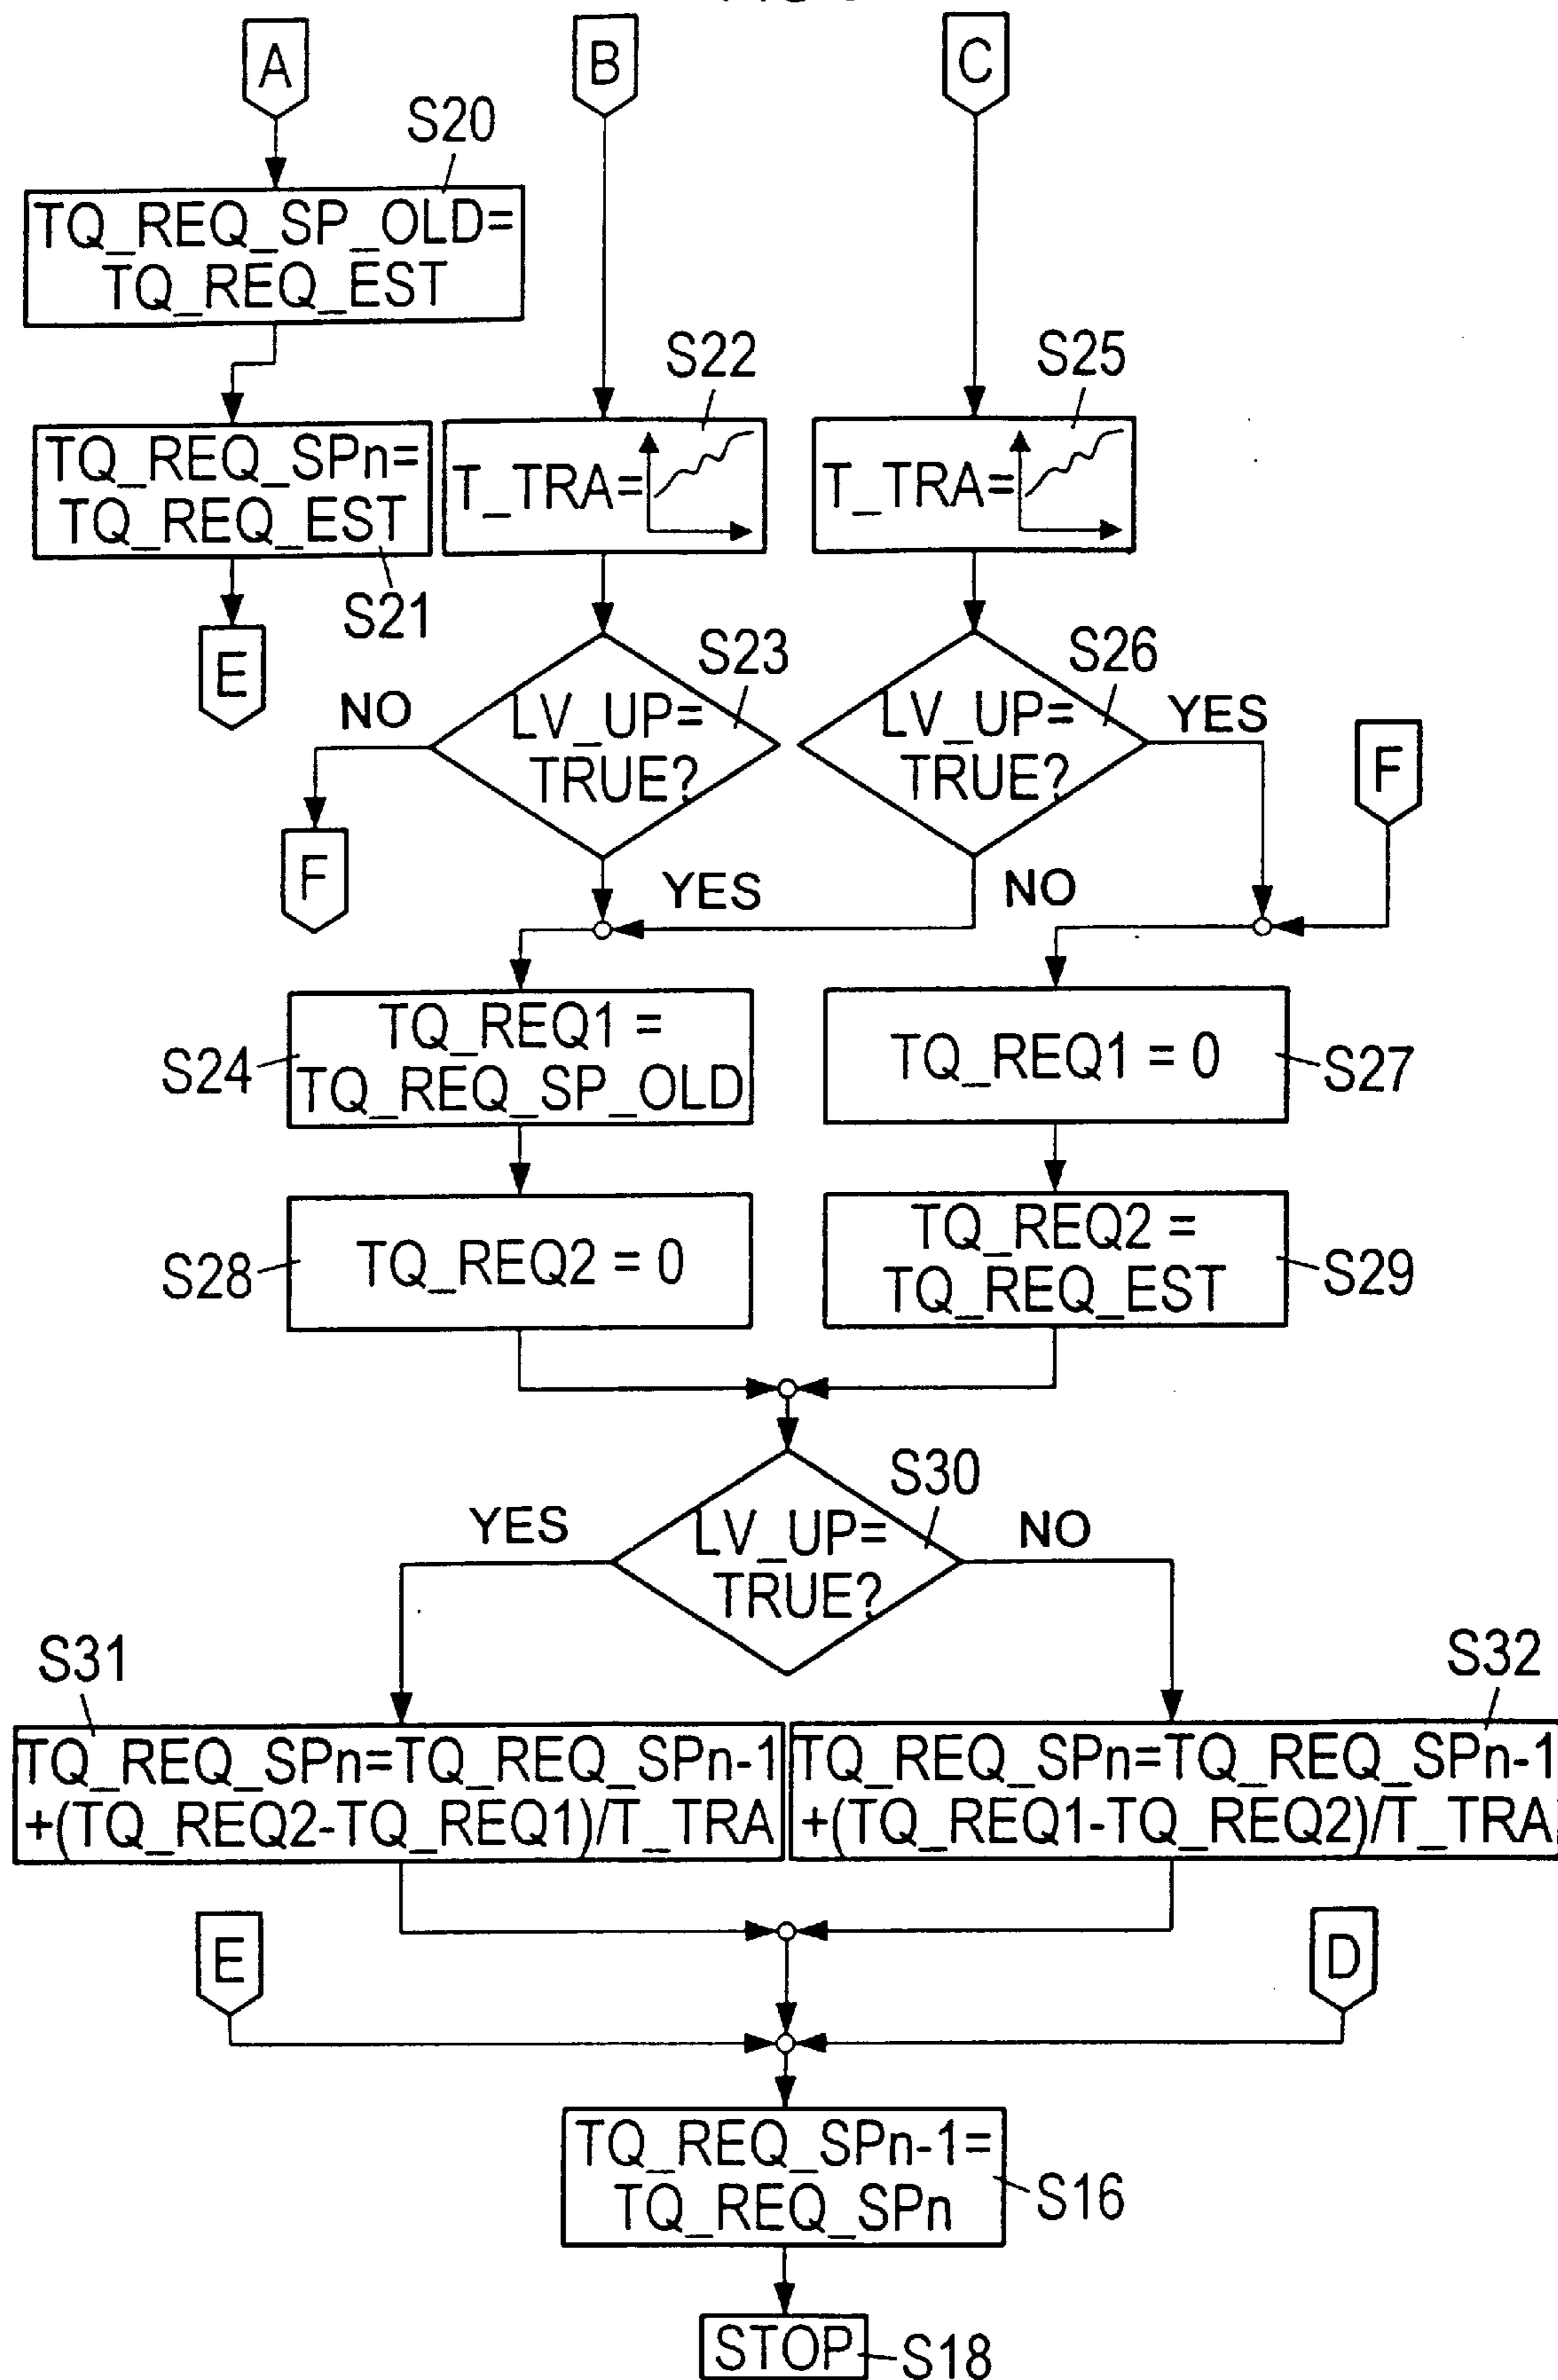 A
B
C
S20
TQ_REQ_SP_OLD=
TQ_REQ_EST
S22
S25
TQ_REQ_SPn=
TQ_REQ_EST
T_TRA=
T_TRA=
S21
E
S23
S26
NO
LV_UP=
TRUE?
LV_UP=
TRUE?
YES
F
F
YES
NO
S24
TQ_REQ1 =
TQ_REQ_SP_OLD
TQ_REQ1 = 0
S27
S28
TQ_REQ2 = 0
TQ_REQ2 =
TQ_REQ_EST
S29
S30
YES
LV_UP=
TRUE?
NO
S31
S32
TQ_REQ_SPn=TQ_REQ_SPn-1
+(TQ_REQ2-TQ_REQ1)/T_TRA
TQ_REQ_SPn=TQ_REQ_SPn-1
+(TQ_REQ1-TQ_REQ2)/T_TRA
E
D
TQ_REQ_SPn-1=
TQ_REQ_SPn
S16
STOP
S18